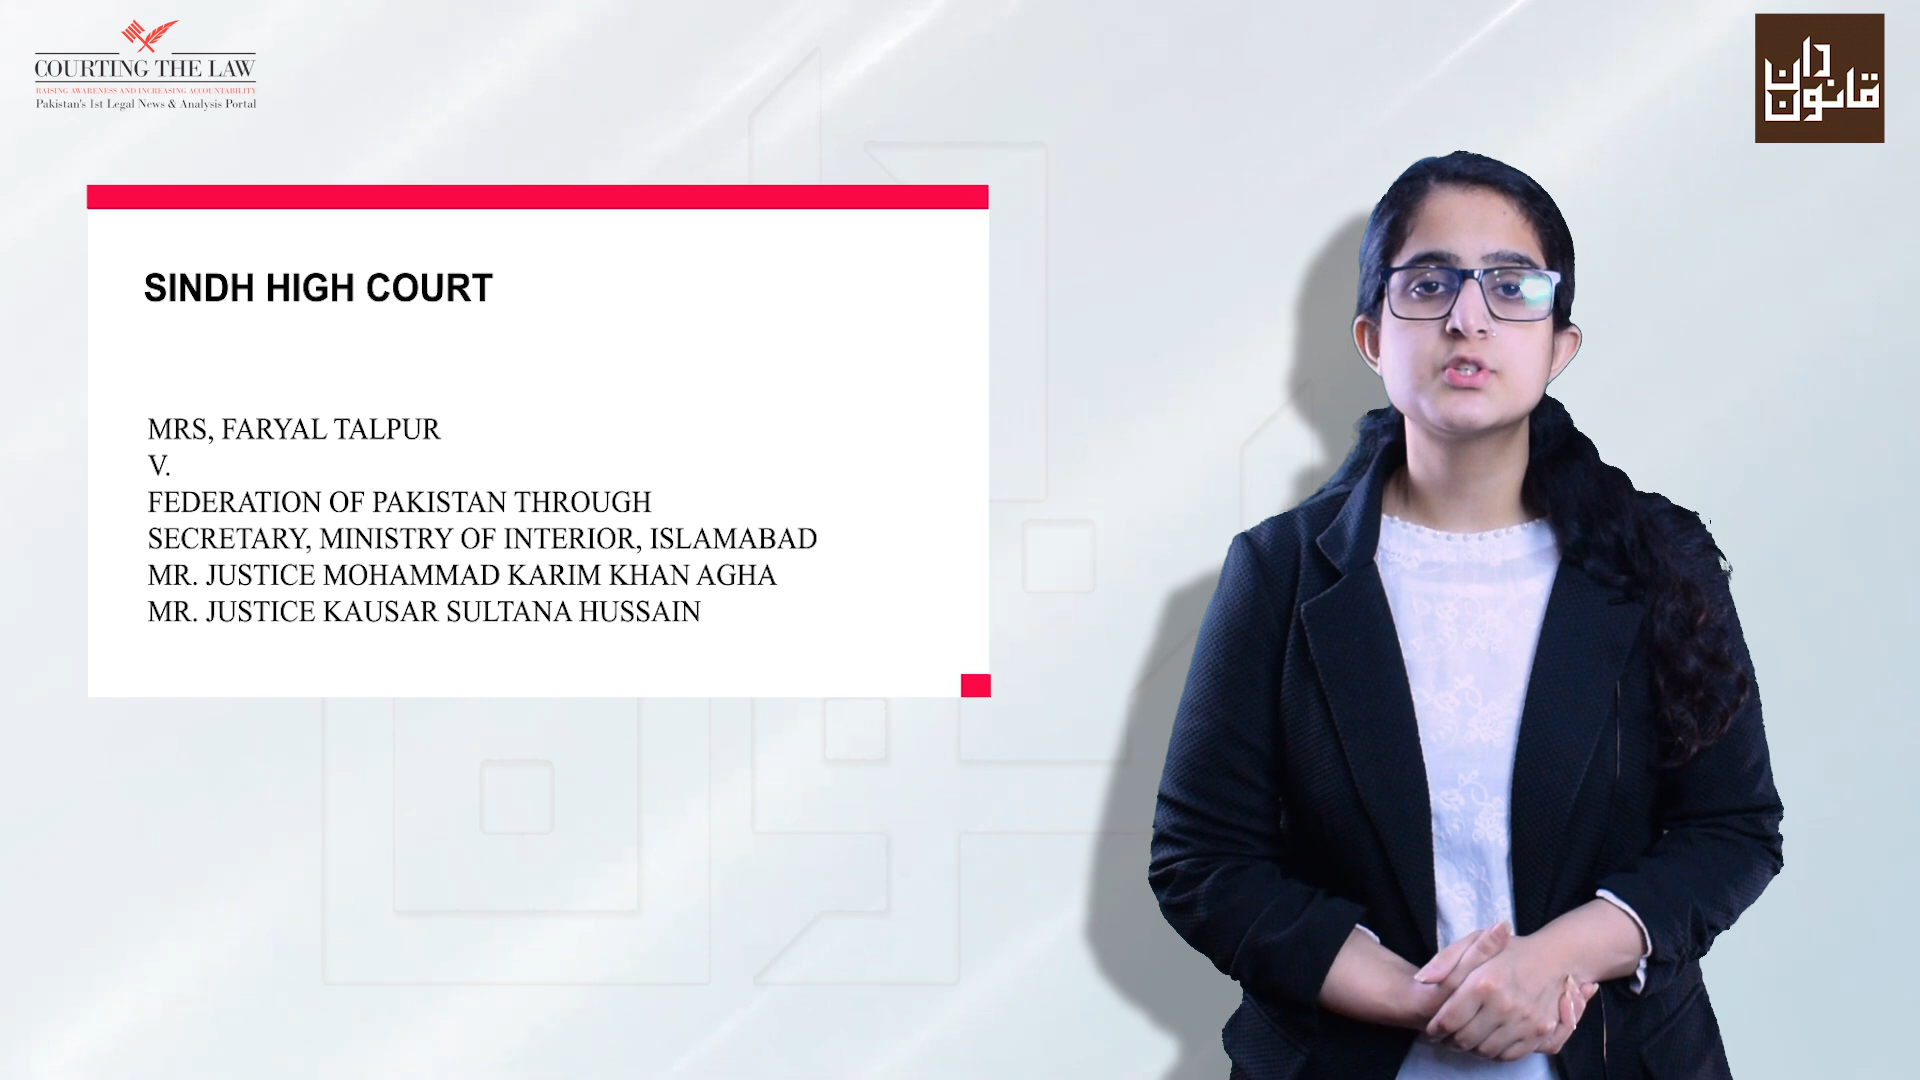 COURTING THE LAW
RAISING AWARENESS AND INCREASING ACCOUNTABILITY
Pakistan's 1st Legal News & Analysis Portal
قانون دان
SINDH HIGH COURT
MRS, FARYAL TALPUR
V.
FEDERATION OF PAKISTAN THROUGH
SECRETARY, MINISTRY OF INTERIOR, ISLAMABAD
MR. JUSTICE MOHAMMAD KARIM KHAN AGHA
MR. JUSTICE KAUSAR SULTANA HUSSAIN